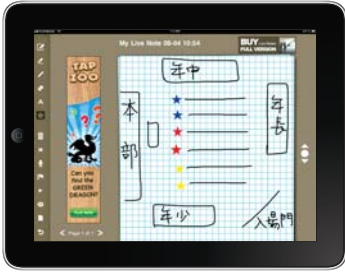 My Live Note 09-04 10:54
BUY
FULL VERSION
TAP
ZOO
Can you
find the
GREEN
DRAGON?
Page 1 of 1
年中
本部
年長
年少
入場門